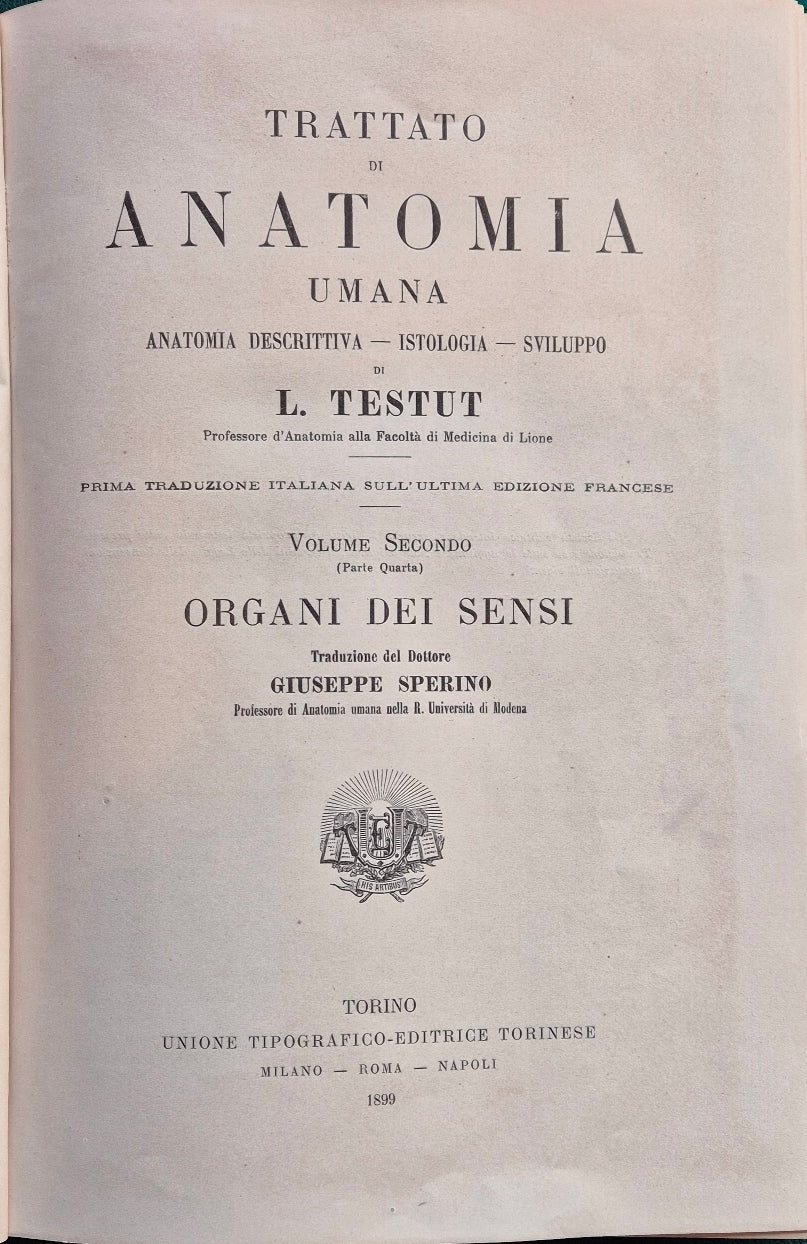 TRATTATO
DI
ANATOMIA
UMANA
ANATOMIA DESCRITTIVA — ISTOLOGIA — SVILUPPO
DI
L. TESTUT
Professore d'Anatomia alla Facoltà di Medicina di Lione
PRIMA TRADUZIONE ITALIANA SULL'ULTIMA EDIZIONE FRANCESE
VOLUME SECONDO
(Parte Quarta)
ORGANI DEI SENSI
Traduzione del Dottore
GIUSEPPE SPERINO
Professore di Anatomia umana nella R. Università di Modena
UTE
HIS ARTIBUS
TORINO
UNIONE TIPOGRAFICO-EDITRICE TORINESE
MILANO — ROMA — NAPOLI
1899